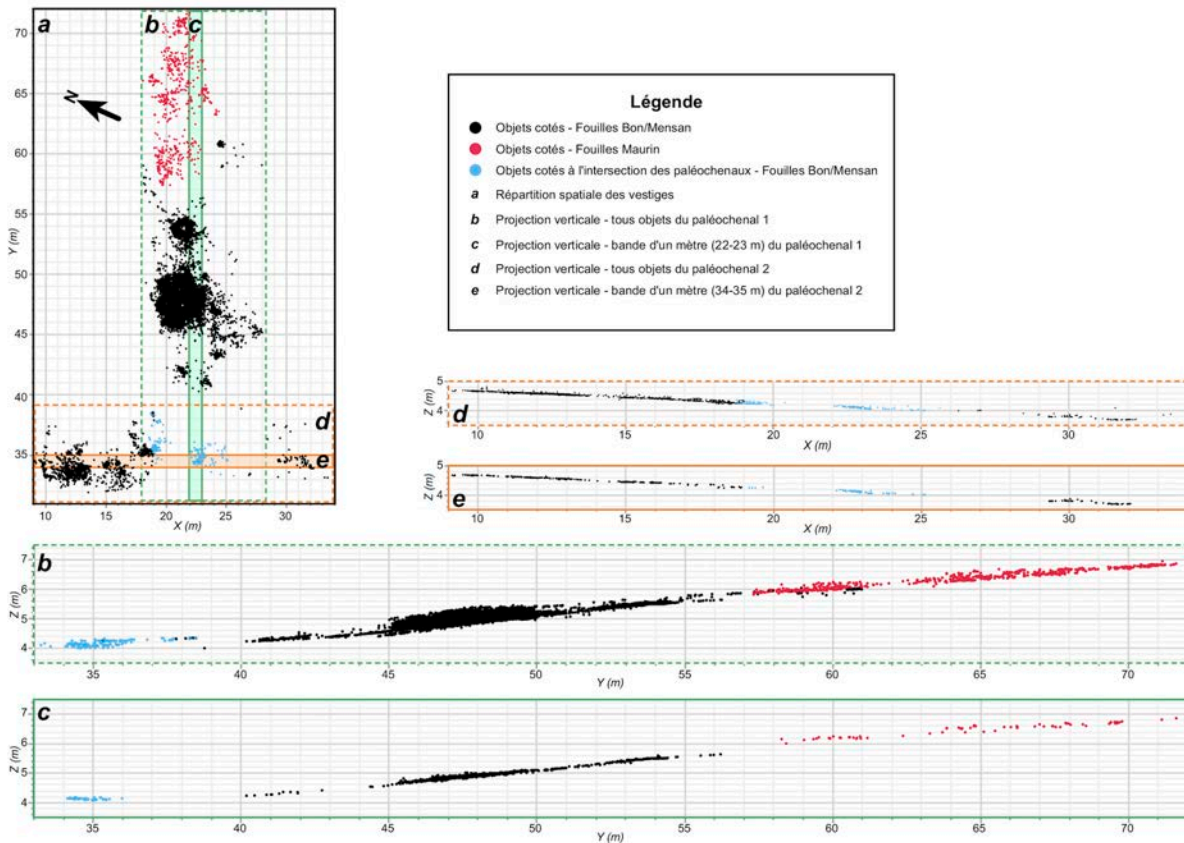 a
b
c
70
65
60
55
50
45
40
35
Y (m)
N
d
e
10
15
20
25
30
X (m)
Légende
Objets cotés - Fouilles Bon/Mensan
Objets cotés - Fouilles Maurin
Objets cotés à l'intersection des paléochenaux - Fouilles Bon/Mensan
a Répartition spatiale des vestiges
b Projection verticale - tous objets du paléochenal 1
c Projection verticale - bande d'un mètre (22-23 m) du paléochenal 1
d Projection verticale - tous objets du paléochenal 2
e Projection verticale - bande d'un mètre (34-35 m) du paléochenal 2
5
4
Z (m)
d
10 15 20 25 30
X (m)
5
4
Z (m)
e
10 15 20 25 30
X (m)
b
7
6
5
4
Z (m)
35 40 45 50 55 60 65 70
Y (m)
c
7
6
5
4
Z (m)
35 40 45 50 55 60 65 70
Y (m)